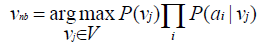 v_nb = arg max P(v_j) ∏ P(a_i | v_j)
v_j∈V i